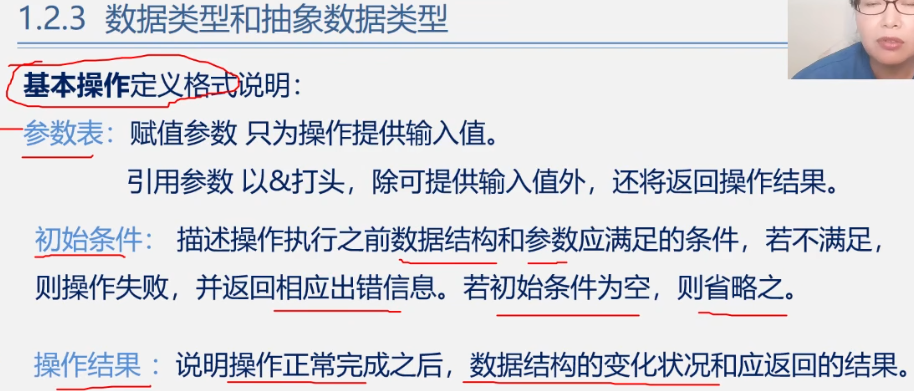 1.2.3 数据类型和抽象数据类型
基本操作定义格式说明：
参数表：赋值参数 只为操作提供输入值。
引用参数 以&打头，除可提供输入值外，还将返回操作结果。
初始条件： 描述操作执行之前数据结构和参数应满足的条件，若不满足，
则操作失败，并返回相应出错信息。若初始条件为空，则省略之。
操作结果 ：说明操作正常完成之后，数据结构的变化状况和应返回的结果。